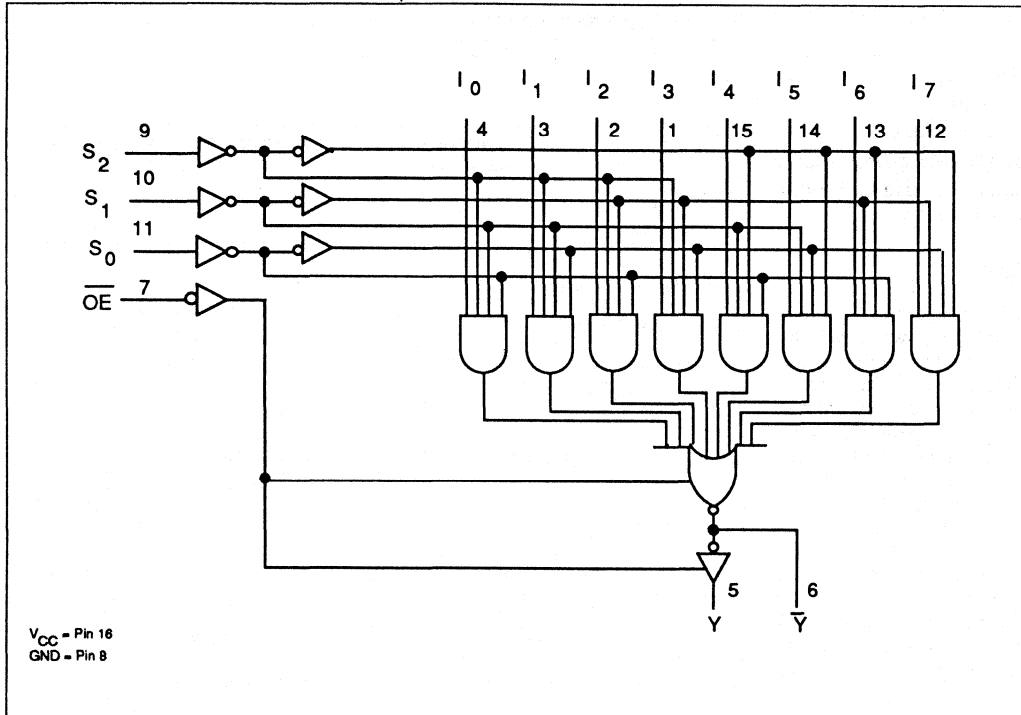 I0 I1 I2 I3 I4 I5 I6 I7
4 3 2 1 15 14 13 12
S2 9
S1 10
S0 11
OE 7
5 6
Y Y̅
VCC = Pin 16
GND = Pin 8